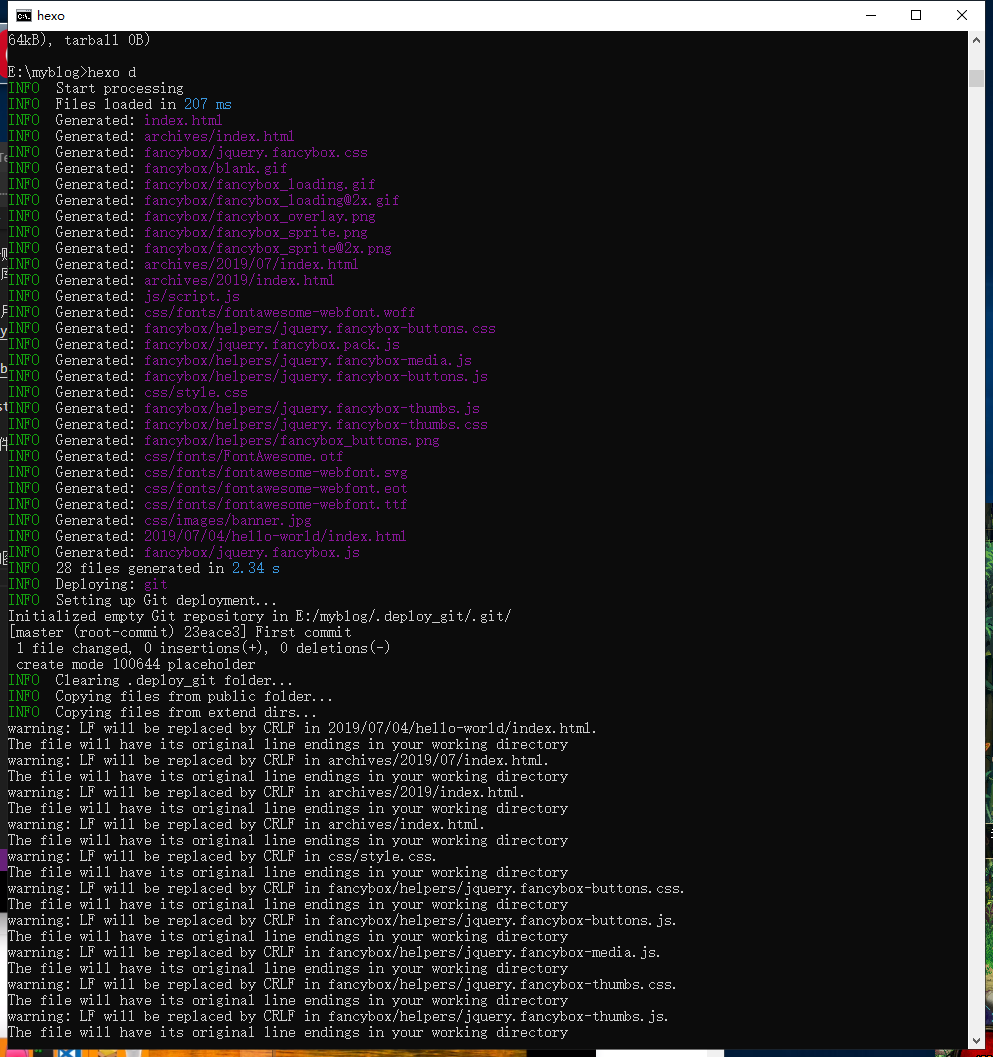 hexo
64kB), tarball 0B)
E:\myblog>hexo d
INFO  Start processing
INFO  Files loaded in 207 ms
INFO  Generated: index.html
INFO  Generated: archives/index.html
INFO  Generated: fancybox/jquery.fancybox.css
INFO  Generated: fancybox/blank.gif
INFO  Generated: fancybox/fancybox_loading.gif
INFO  Generated: fancybox/fancybox_loading@2x.gif
INFO  Generated: fancybox/fancybox_overlay.png
INFO  Generated: fancybox/fancybox_sprite.png
INFO  Generated: fancybox/fancybox_sprite@2x.png
INFO  Generated: archives/2019/07/index.html
INFO  Generated: archives/2019/index.html
INFO  Generated: js/script.js
INFO  Generated: css/fonts/fontawesome-webfont.woff
INFO  Generated: fancybox/helpers/jquery.fancybox-buttons.css
INFO  Generated: fancybox/jquery.fancybox.pack.js
INFO  Generated: fancybox/helpers/jquery.fancybox-media.js
INFO  Generated: fancybox/helpers/jquery.fancybox-buttons.js
INFO  Generated: css/style.css
INFO  Generated: fancybox/helpers/jquery.fancybox-thumbs.js
INFO  Generated: fancybox/helpers/jquery.fancybox-thumbs.css
INFO  Generated: fancybox/helpers/fancybox_buttons.png
INFO  Generated: css/fonts/FontAwesome.otf
INFO  Generated: css/fonts/fontawesome-webfont.svg
INFO  Generated: css/fonts/fontawesome-webfont.eot
INFO  Generated: css/fonts/fontawesome-webfont.ttf
INFO  Generated: css/images/banner.jpg
INFO  Generated: 2019/07/04/hello-world/index.html
INFO  Generated: fancybox/jquery.fancybox.js
INFO  28 files generated in 2.34 s
INFO  Deploying: git
INFO  Setting up Git deployment...
Initialized empty Git repository in E:/myblog/.deploy_git/.git/
[master (root-commit) 23eace3] First commit
 1 file changed, 0 insertions(+), 0 deletions(-)
 create mode 100644 placeholder
INFO  Clearing .deploy_git folder...
INFO  Copying files from public folder...
INFO  Copying files from extend dirs...
warning: LF will be replaced by CRLF in 2019/07/04/hello-world/index.html.
The file will have its original line endings in your working directory
warning: LF will be replaced by CRLF in archives/2019/07/index.html.
The file will have its original line endings in your working directory
warning: LF will be replaced by CRLF in archives/2019/index.html.
The file will have its original line endings in your working directory
warning: LF will be replaced by CRLF in archives/index.html.
The file will have its original line endings in your working directory
warning: LF will be replaced by CRLF in css/style.css.
The file will have its original line endings in your working directory
warning: LF will be replaced by CRLF in fancybox/helpers/jquery.fancybox-buttons.css.
The file will have its original line endings in your working directory
warning: LF will be replaced by CRLF in fancybox/helpers/jquery.fancybox-buttons.js.
The file will have its original line endings in your working directory
warning: LF will be replaced by CRLF in fancybox/helpers/jquery.fancybox-media.js.
The file will have its original line endings in your working directory
warning: LF will be replaced by CRLF in fancybox/helpers/jquery.fancybox-thumbs.css.
The file will have its original line endings in your working directory
warning: LF will be replaced by CRLF in fancybox/helpers/jquery.fancybox-thumbs.js.
The file will have its original line endings in your working directory